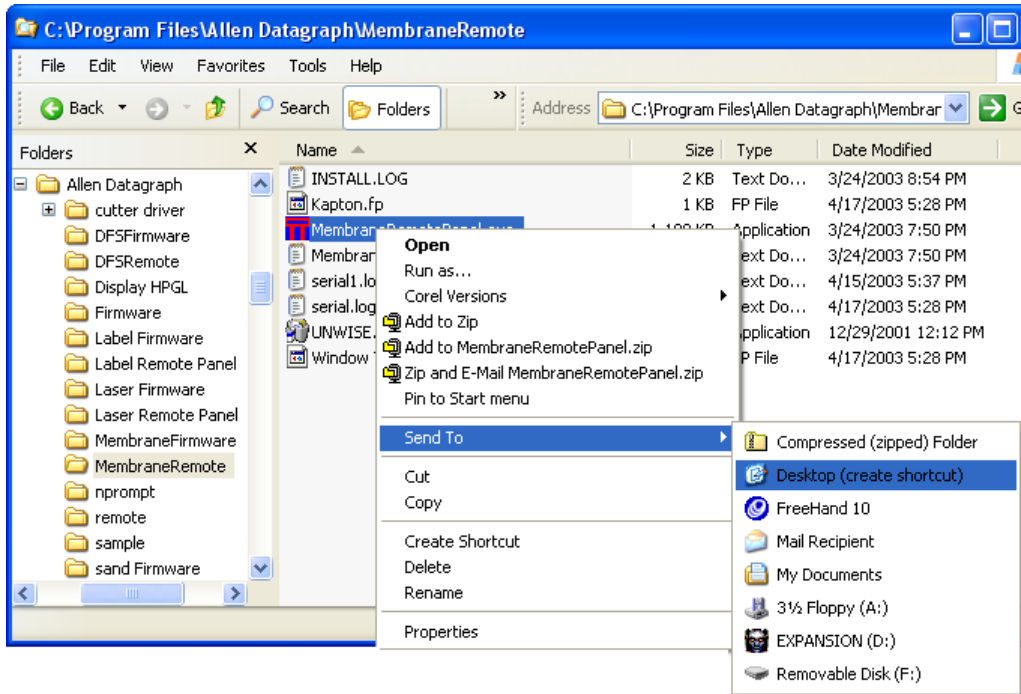 C:\Program Files\Allen Datagraph\MembraneRemote
File Edit View Favorites Tools Help
Back Search Folders » Address C:\Program Files\Allen Datagraph\Membrar G
Folders × Name Size Type Date Modified
Allen Datagraph
cutter driver
DFSFirmware
DFSRemote
Display HPGL
Firmware
Label Firmware
Label Remote Panel
Laser Firmware
Laser Remote Panel
MembraneFirmware
MembraneRemote
nprompt
remote
sample
sand Firmware
INSTALL.LOG 2 KB Text Do... 3/24/2003 8:54 PM
Kapton.fp 1 KB FP File 4/17/2003 5:28 PM
MembraneRemotePanel.exe KB Application 3/24/2003 7:50 PM
Membrar ext Do... 3/24/2003 7:50 PM
serial1.lo ext Do... 4/15/2003 5:37 PM
serial.log ext Do... 4/17/2003 5:28 PM
UNWISE. pplication 12/29/2001 12:12 PM
Window P File 4/17/2003 5:28 PM
Open
Run as...
Corel Versions
Add to Zip
Add to MembraneRemotePanel.zip
Zip and E-Mail MembraneRemotePanel.zip
Pin to Start menu
Send To
Cut
Copy
Create Shortcut
Delete
Rename
Properties
Compressed (zipped) Folder
Desktop (create shortcut)
FreeHand 10
Mail Recipient
My Documents
3½ Floppy (A:)
EXPANSION (D:)
Removable Disk (F:)